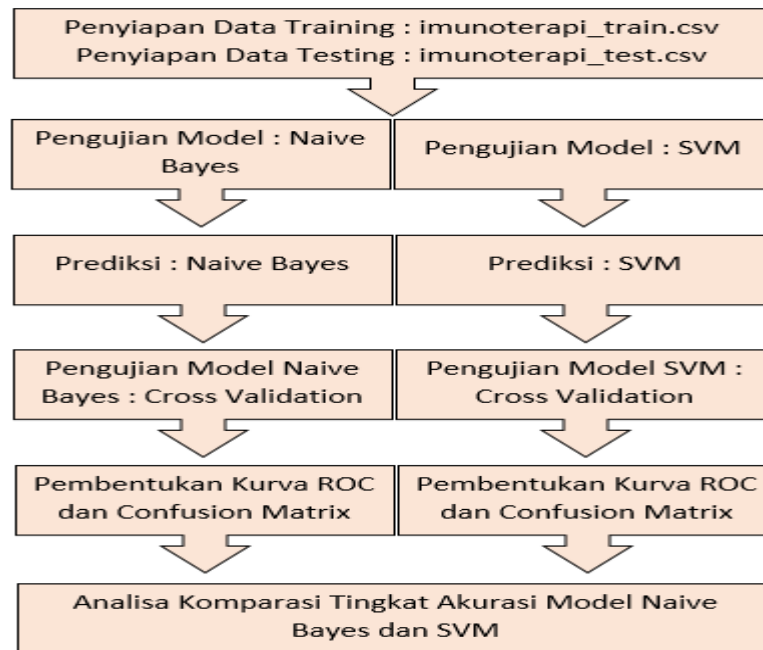 Penyiapan Data Training : imunoterapi_train.csv
Penyiapan Data Testing : imunoterapi_test.csv
Pengujian Model : Naive
Bayes
Pengujian Model : SVM
Prediksi : Naive Bayes
Prediksi : SVM
Pengujian Model Naive
Bayes : Cross Validation
Pengujian Model SVM :
Cross Validation
Pembentukan Kurva ROC
dan Confusion Matrix
Pembentukan Kurva ROC
dan Confusion Matrix
Analisa Komparasi Tingkat Akurasi Model Naive
Bayes dan SVM